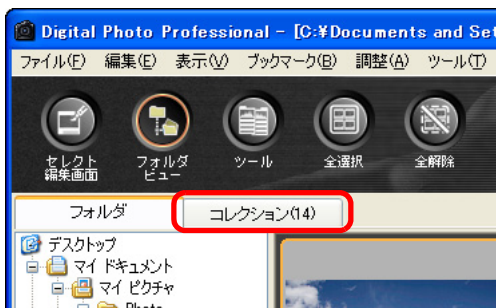 Digital Photo Professional - [C:¥Documents and Set
ファイル(F) 編集(E) 表示(V) ブックマーク(B) 調整(A) ツール(T)
セレクト編集画面 フォルダビュー ツール 全選択 全解除
フォルダ コレクション(14)
デスクトップ
マイ ドキュメント
マイ ピクチャ
Photo